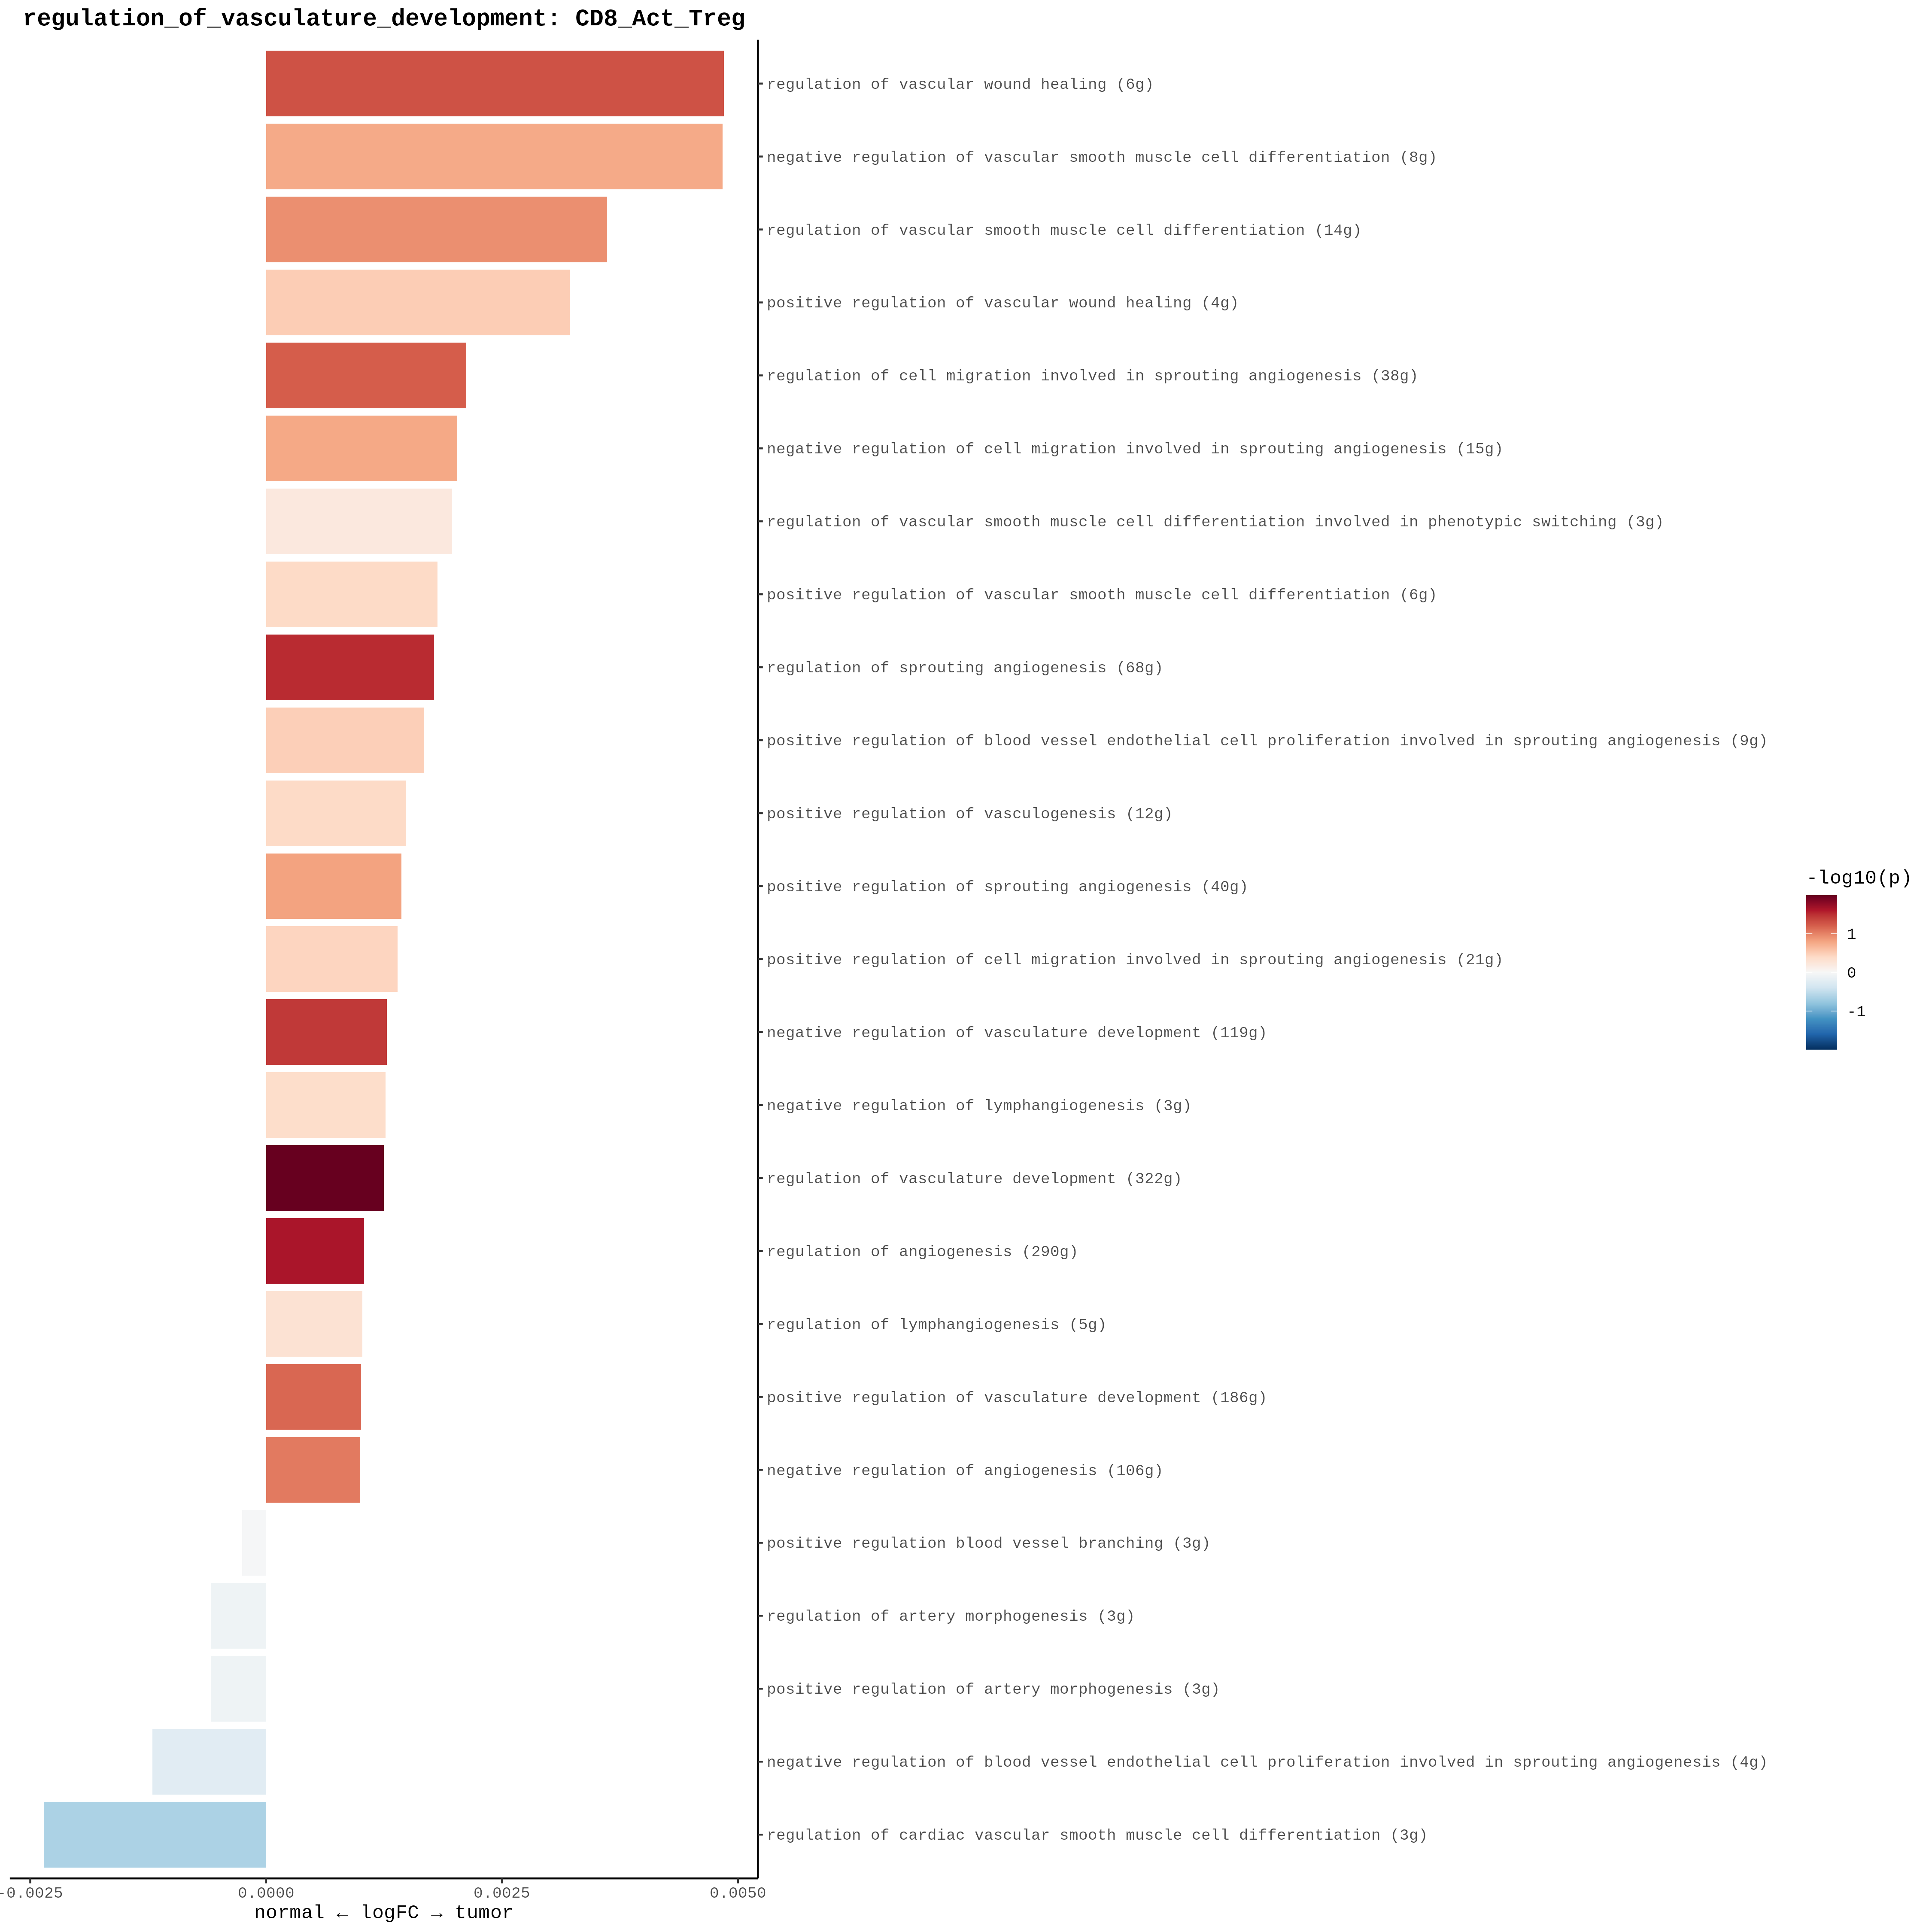 regulation_of_vasculature_development: CD8_Act_Treg
regulation of vascular wound healing (6g)
negative regulation of vascular smooth muscle cell differentiation (8g)
regulation of vascular smooth muscle cell differentiation (14g)
positive regulation of vascular wound healing (4g)
regulation of cell migration involved in sprouting angiogenesis (38g)
negative regulation of cell migration involved in sprouting angiogenesis (15g)
regulation of vascular smooth muscle cell differentiation involved in phenotypic switching (3g)
positive regulation of vascular smooth muscle cell differentiation (6g)
regulation of sprouting angiogenesis (68g)
positive regulation of blood vessel endothelial cell proliferation involved in sprouting angiogenesis (9g)
positive regulation of vasculogenesis (12g)
positive regulation of sprouting angiogenesis (40g)
positive regulation of cell migration involved in sprouting angiogenesis (21g)
negative regulation of vasculature development (119g)
negative regulation of lymphangiogenesis (3g)
regulation of vasculature development (322g)
regulation of angiogenesis (290g)
regulation of lymphangiogenesis (5g)
positive regulation of vasculature development (186g)
negative regulation of angiogenesis (106g)
positive regulation blood vessel branching (3g)
regulation of artery morphogenesis (3g)
positive regulation of artery morphogenesis (3g)
negative regulation of blood vessel endothelial cell proliferation involved in sprouting angiogenesis (4g)
regulation of cardiac vascular smooth muscle cell differentiation (3g)
-0.0025 0.0000 0.0025 0.0050
normal ← logFC → tumor
-log10(p)
1
0
-1